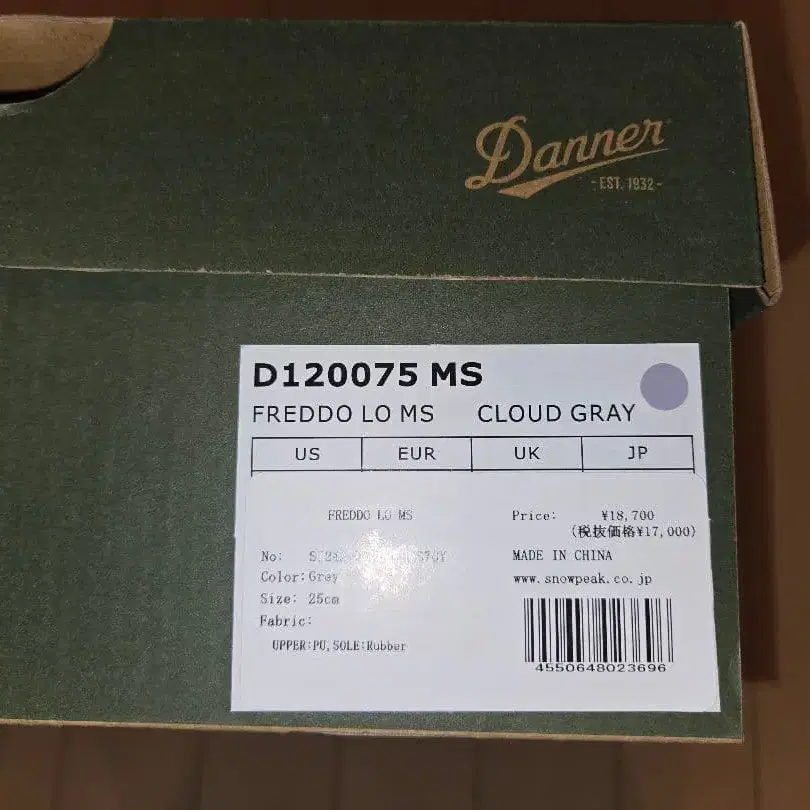 Danner
- EST. 1932 -
D120075 MS
FREDDO LO MS CLOUD GRAY
US EUR UK JP
FREDDO LO MS
Price: ¥18,700
(税抜価格¥17,000)
No:
MADE IN CHINA
Color:Grey
www.snowpeak.co.jp
Size: 25cm
Fabric:
UPPER:PU,SOLE:Rubber
4550648023696